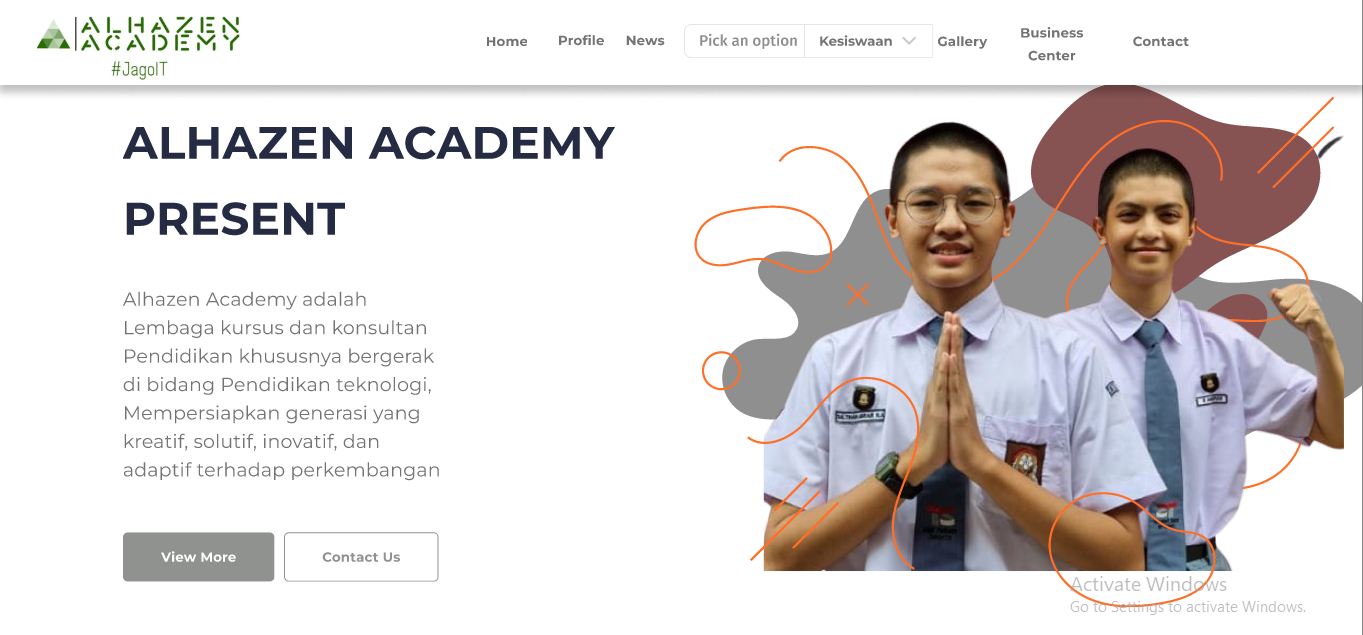 ALHAZEN
ACADEMY
#JagoIT
Home
Profile
News
Pick an option
Kesiswaan
Gallery
Business
Center
Contact
ALHAZEN ACADEMY
PRESENT
Alhazen Academy adalah
Lembaga kursus dan konsultan
Pendidikan khususnya bergerak
di bidang Pendidikan teknologi,
Mempersiapkan generasi yang
kreatif, solutif, inovatif, dan
adaptif terhadap perkembangan
View More
Contact Us
Activate Windows
Go to Settings to activate Windows.